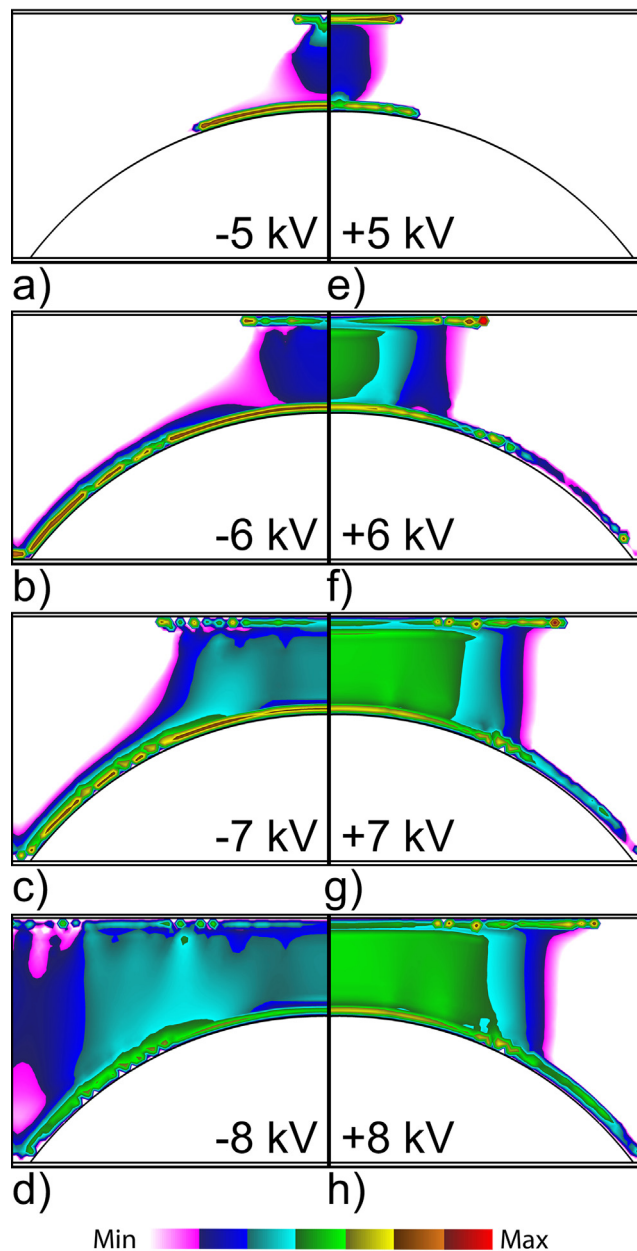 -5 kV +5 kV
a) e)
-6 kV +6 kV
b) f)
-7 kV +7 kV
c) g)
-8 kV +8 kV
d) h)
Min Max